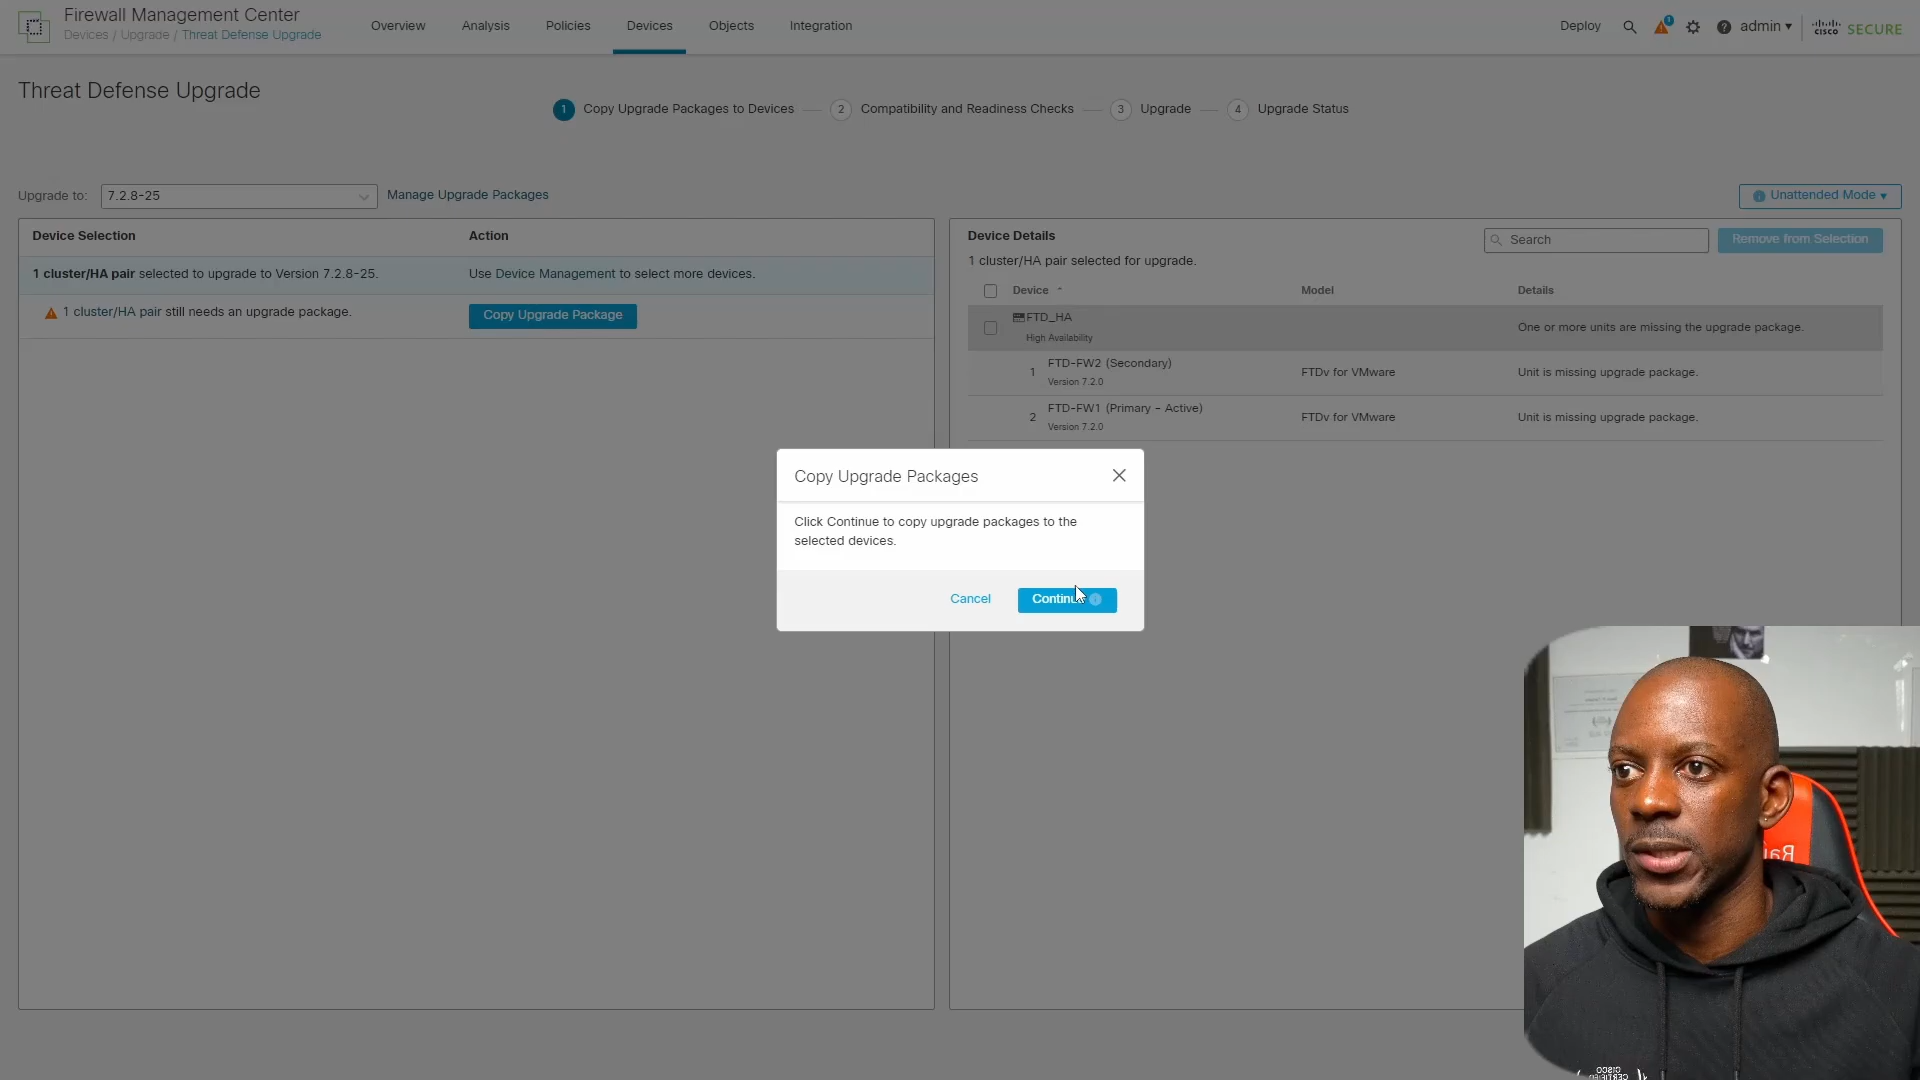 Firewall Management Center
Devices / Upgrade / Threat Defense Upgrade
Overview
Analysis
Policies
Devices
Objects
Integration
Deploy
1
admin
cisco SECURE
Threat Defense Upgrade
1 Copy Upgrade Packages to Devices
2 Compatibility and Readiness Checks
3 Upgrade
4 Upgrade Status
Upgrade to: 7.2.8-25
Manage Upgrade Packages
Unattended Mode
Device Selection
Action
1 cluster/HA pair selected to upgrade to Version 7.2.8-25.
Use Device Management to select more devices.
1 cluster/HA pair still needs an upgrade package.
Copy Upgrade Package
Device Details
Search
Remove from Selection
1 cluster/HA pair selected for upgrade.
Device
Model
Details
FTD_HA
High Availability
One or more units are missing the upgrade package.
1
FTD-FW2 (Secondary)
Version 7.2.0
FTDv for VMware
Unit is missing upgrade package.
2
FTD-FW1 (Primary - Active)
Version 7.2.0
FTDv for VMware
Unit is missing upgrade package.
Copy Upgrade Packages
Click Continue to copy upgrade packages to the
selected devices.
Cancel
Continue
CISCO
CERTIFIED